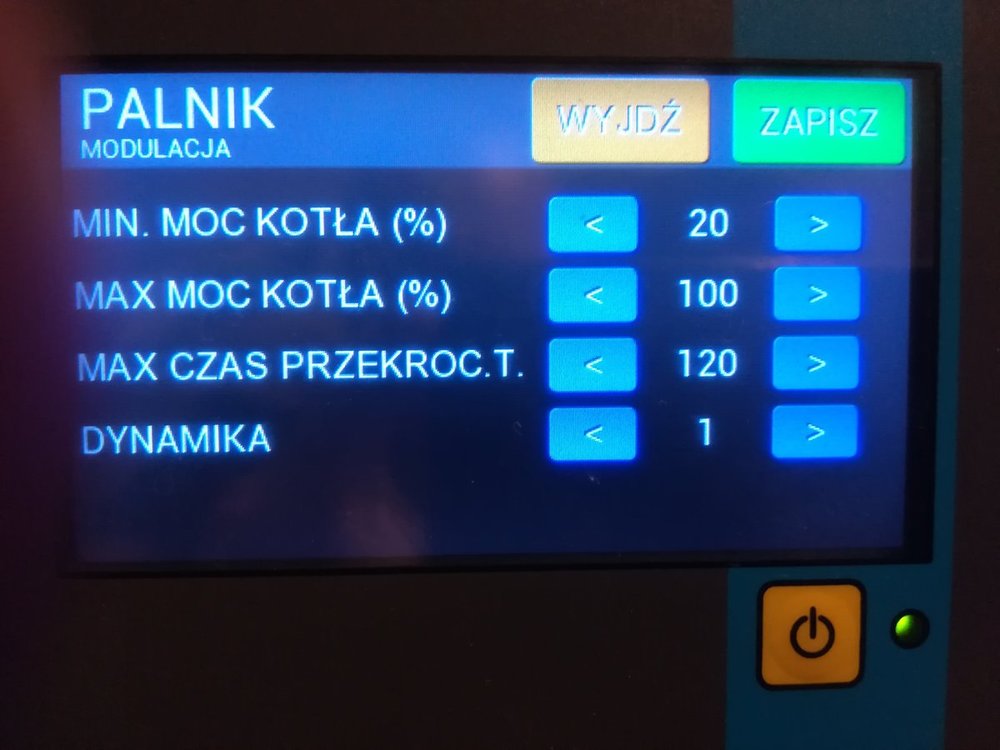 PALNIK
MODULACJA
WYJDŹ
ZAPISZ
MIN. MOC KOTŁA (%) < 20 >
MAX MOC KOTŁA (%) < 100 >
MAX CZAS PRZEKROC.T. < 120 >
DYNAMIKA < 1 >